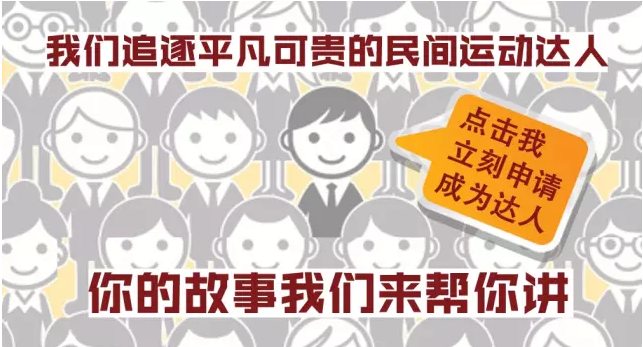 我们追逐平凡可贵的民间运动达人
点击我
立刻申请
成为达人
你的故事我们来帮你讲